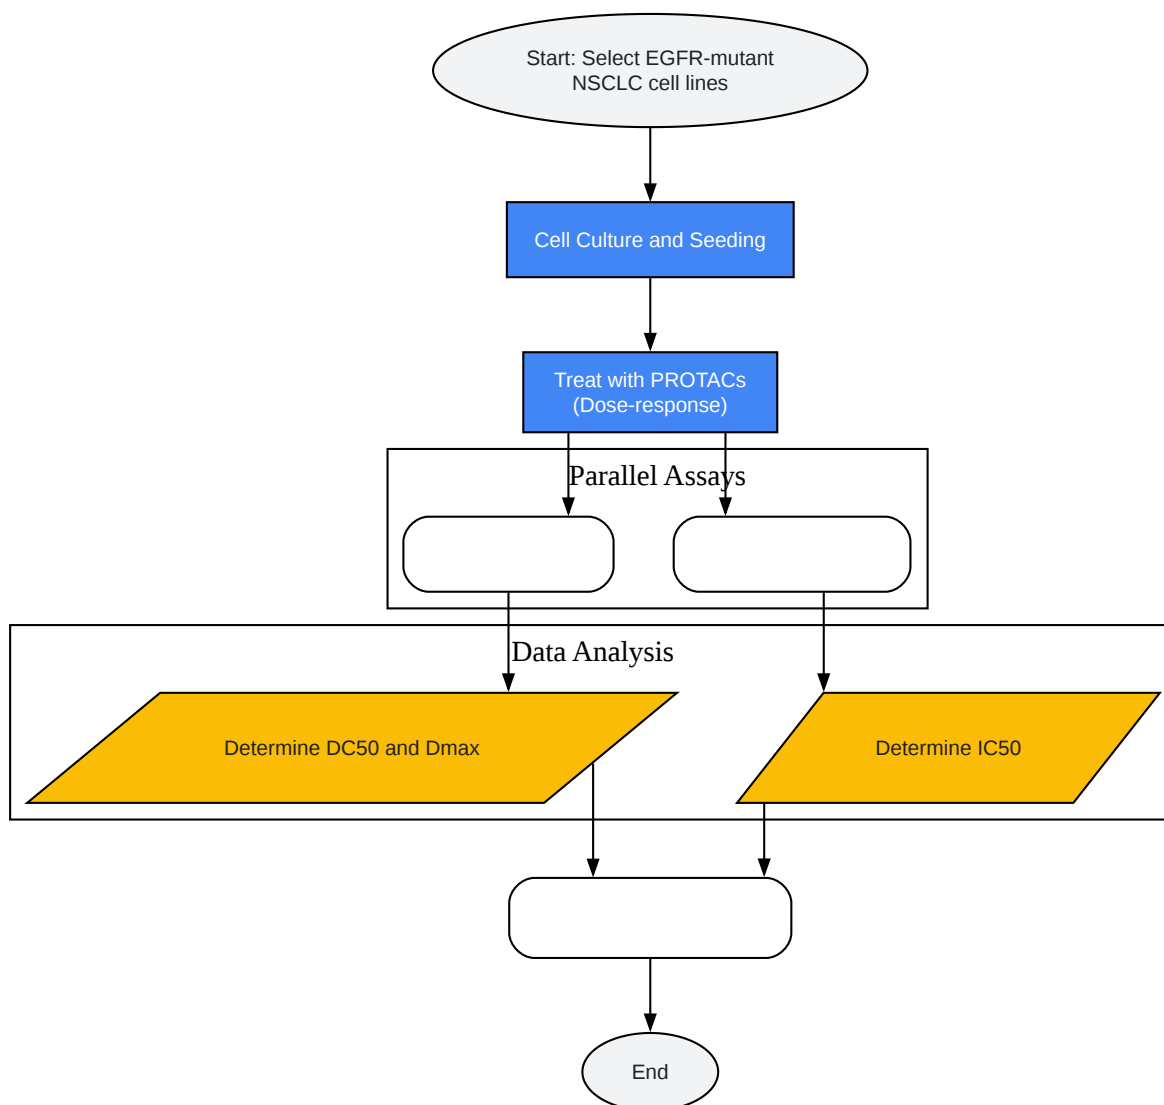 Start: Select EGFR-mutant
NSCLC cell lines
Cell Culture and Seeding
Treat with PROTACs
(Dose-response)
Parallel Assays
Data Analysis
Determine DC50 and Dmax
Determine IC50
End